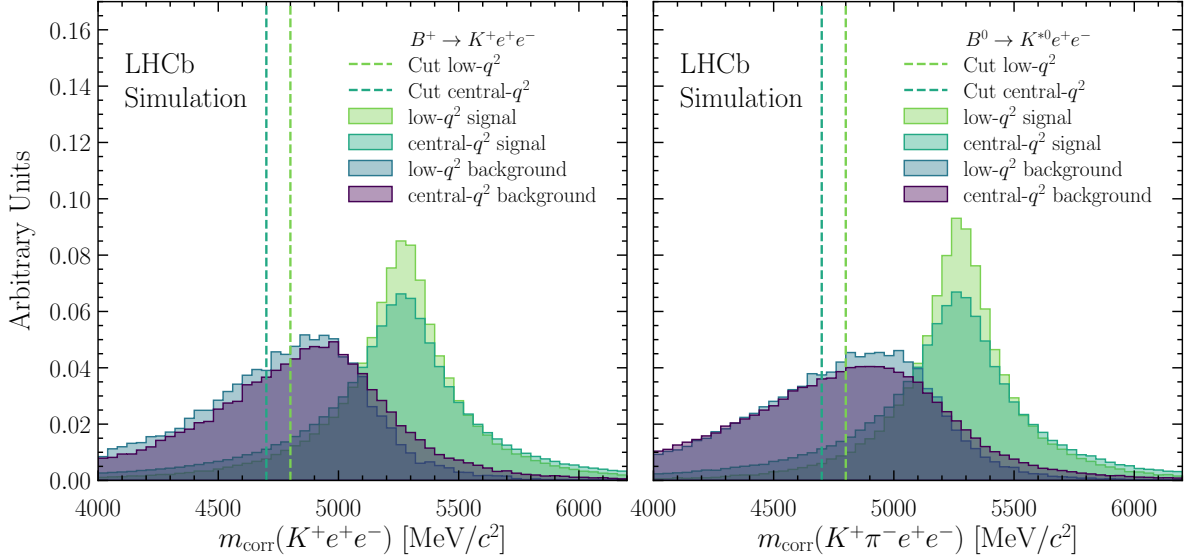 0.16
0.14
0.12
0.10
0.08
0.06
0.04
0.02
0.00
Arbitrary Units
LHCb
Simulation
B⁺ → K⁺e⁺e⁻
Cut low-q²
Cut central-q²
low-q² signal
central-q² signal
low-q² background
central-q² background
4000 4500 5000 5500 6000
m_corr(K⁺e⁺e⁻) [MeV/c²]
LHCb
Simulation
B⁰ → K*⁰e⁺e⁻
Cut low-q²
Cut central-q²
low-q² signal
central-q² signal
low-q² background
central-q² background
4000 4500 5000 5500 6000
m_corr(K⁺π⁻e⁺e⁻) [MeV/c²]